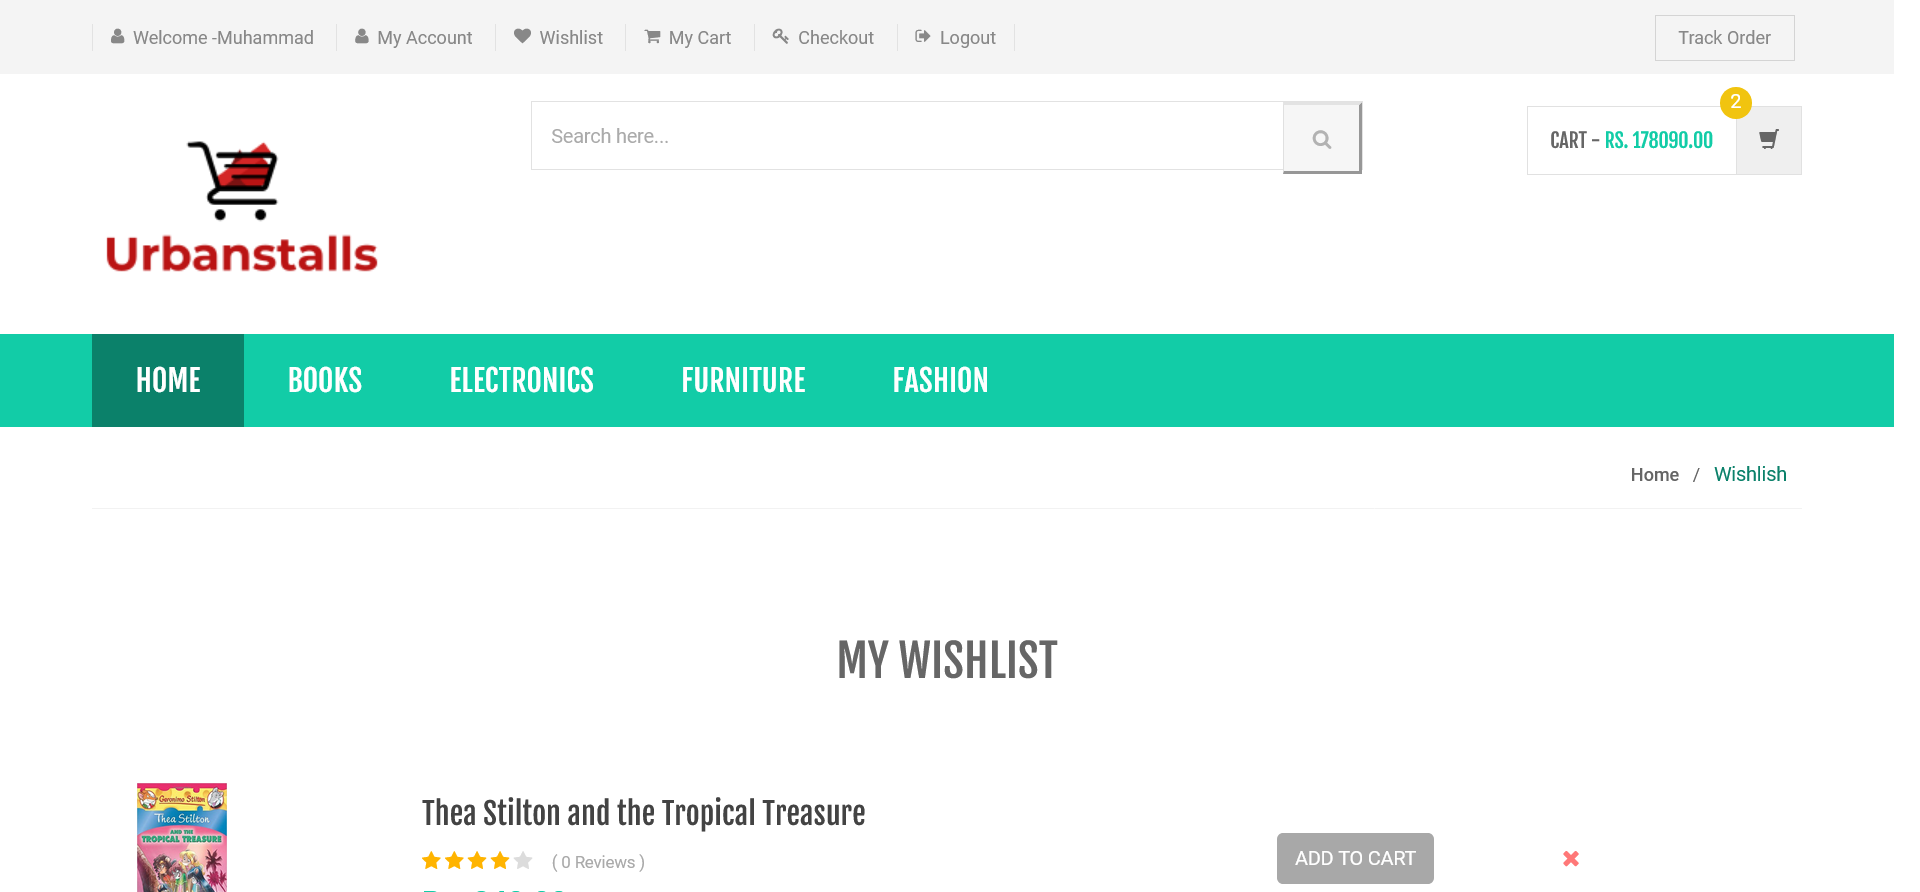 Welcome -Muhammad
My Account
Wishlist
My Cart
Checkout
Logout
Track Order
Urbanstalls
Search here...
CART - RS. 178090.00
2
HOME
BOOKS
ELECTRONICS
FURNITURE
FASHION
Home / Wishlish
MY WISHLIST
Geronimo Stilton
Thea Stilton
AND THE
TROPICAL TREASURE
Thea Stilton and the Tropical Treasure
( 0 Reviews )
ADD TO CART